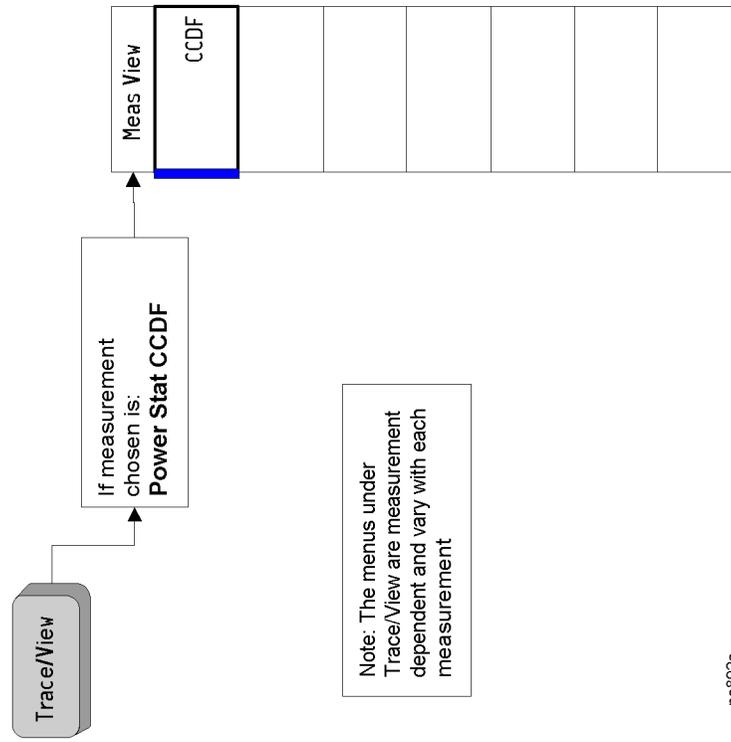 Trace/View
If measurement
chosen is:
Power Stat CCDF
Meas View
CCDF
Note: The menus under
Trace/View are measurement
dependent and vary with each
measurement